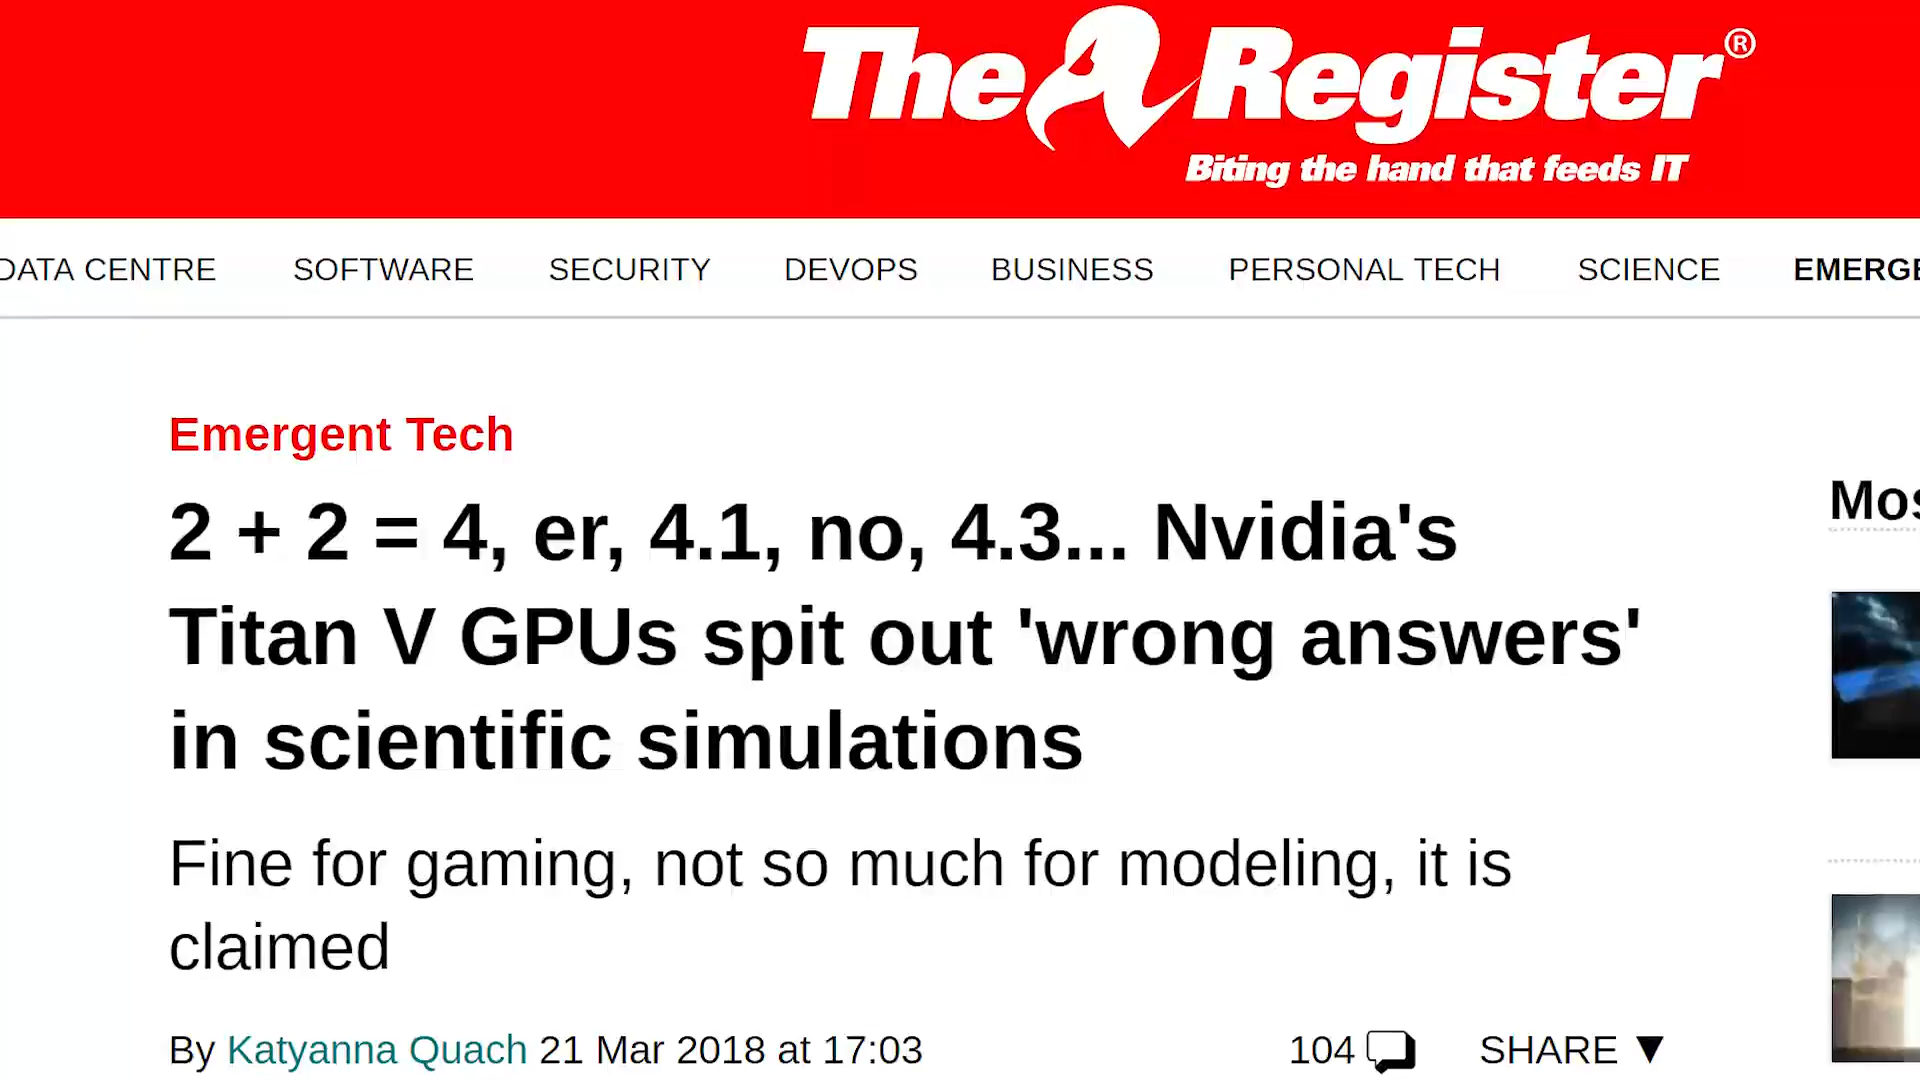 The Register®
Biting the hand that feeds IT
DATA CENTRE SOFTWARE SECURITY DEVOPS BUSINESS PERSONAL TECH SCIENCE EMERGE
Emergent Tech
2 + 2 = 4, er, 4.1, no, 4.3... Nvidia's
Titan V GPUs spit out 'wrong answers'
in scientific simulations
Mos
Fine for gaming, not so much for modeling, it is
claimed
By Katyanna Quach 21 Mar 2018 at 17:03 104 SHARE ▼